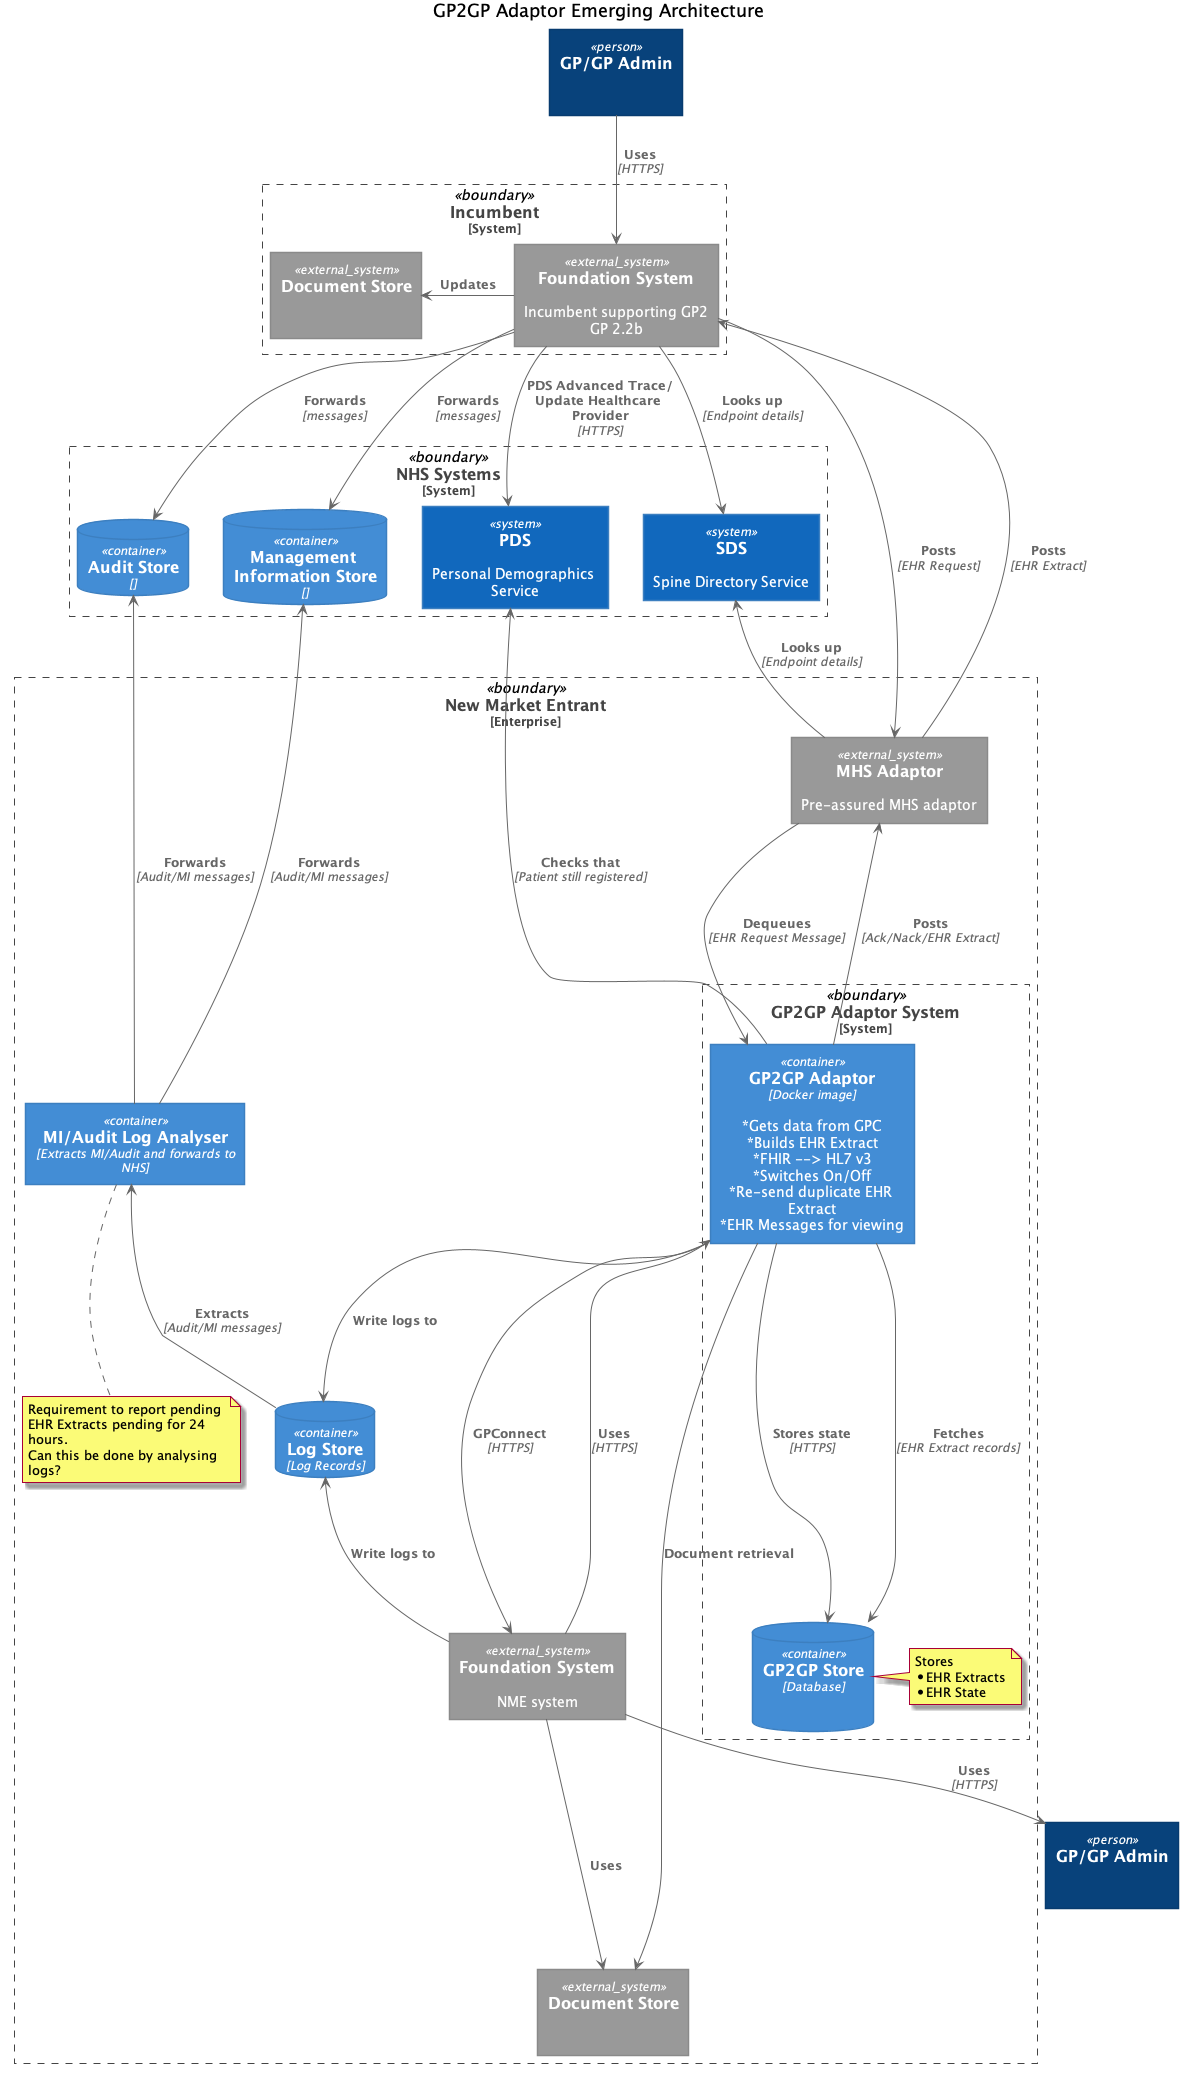 GP2GP Adaptor Emerging Architecture
«person»
GP/GP Admin
Uses
[HTTPS]
«boundary»
Incumbent
[System]
«external_system»
Document Store
Updates
«external_system»
Foundation System
Incumbent supporting GP2
GP 2.2b
Forwards
[messages]
Forwards
[messages]
PDS Advanced Trace/
Update Healthcare
Provider
[HTTPS]
Looks up
[Endpoint details]
«boundary»
NHS Systems
[System]
«container»
Audit Store
[]
«container»
Management
Information Store
[]
«system»
PDS
Personal Demographics
Service
«system»
SDS
Spine Directory Service
Posts
[EHR Request]
Posts
[EHR Extract]
Looks up
[Endpoint details]
«boundary»
New Market Entrant
[Enterprise]
«external_system»
MHS Adaptor
Pre-assured MHS adaptor
Forwards
[Audit/MI messages]
Forwards
[Audit/MI messages]
Checks that
[Patient still registered]
Dequeues
[EHR Request Message]
Posts
[Ack/Nack/EHR Extract]
«boundary»
GP2GP Adaptor System
[System]
«container»
GP2GP Adaptor
[Docker image]
*Gets data from GPC
*Builds EHR Extract
*FHIR --> HL7 v3
*Switches On/Off
*Re-send duplicate EHR
Extract
*EHR Messages for viewing
«container»
MI/Audit Log Analyser
[Extracts MI/Audit and forwards to
NHS]
Extracts
[Audit/MI messages]
Write logs to
Requirement to report pending
EHR Extracts pending for 24
hours.
Can this be done by analysing
logs?
«container»
Log Store
[Log Records]
GPConnect
[HTTPS]
Uses
[HTTPS]
Stores state
[HTTPS]
Fetches
[EHR Extract records]
Write logs to
Document retrieval
«external_system»
Foundation System
NME system
«container»
GP2GP Store
[Database]
Stores
• EHR Extracts
• EHR State
Uses
[HTTPS]
«person»
GP/GP Admin
Uses
«external_system»
Document Store